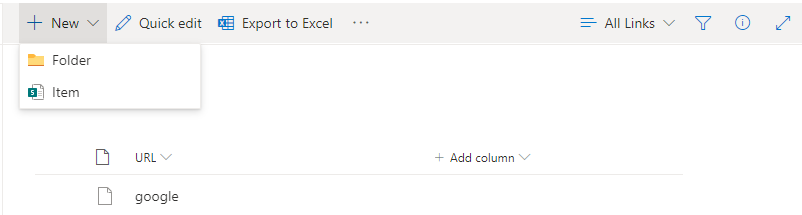 + New Quick edit Export to Excel ... All Links
Folder
Item
URL + Add column
google